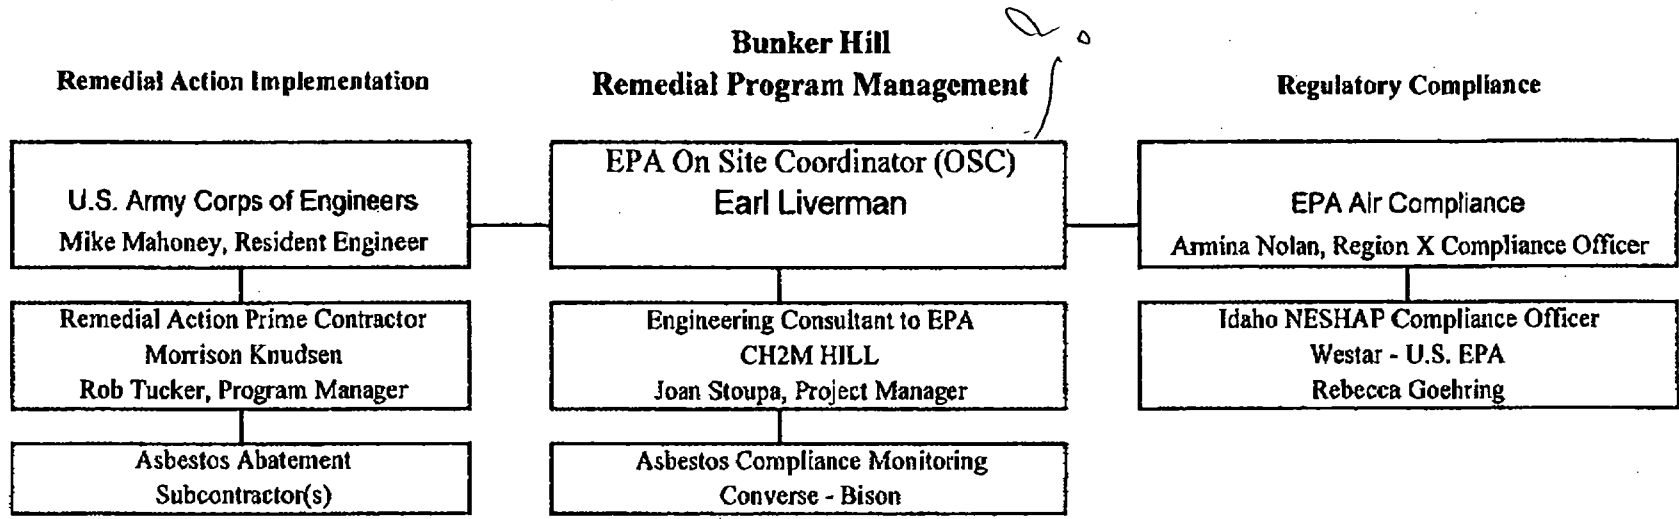 Bunker Hill
Remedial Action Implementation
Remedial Program Management
Regulatory Compliance
U.S. Army Corps of Engineers
Mike Mahoney, Resident Engineer
EPA On Site Coordinator (OSC)
Earl Liverman
EPA Air Compliance
Armina Nolan, Region X Compliance Officer
Remedial Action Prime Contractor
Morrison Knudsen
Rob Tucker, Program Manager
Engineering Consultant to EPA
CH2M HILL
Joan Stoupa, Project Manager
Idaho NESHAP Compliance Officer
Westar - U.S. EPA
Rebecca Goehring
Asbestos Abatement
Subcontractor(s)
Asbestos Compliance Monitoring
Converse - Bison